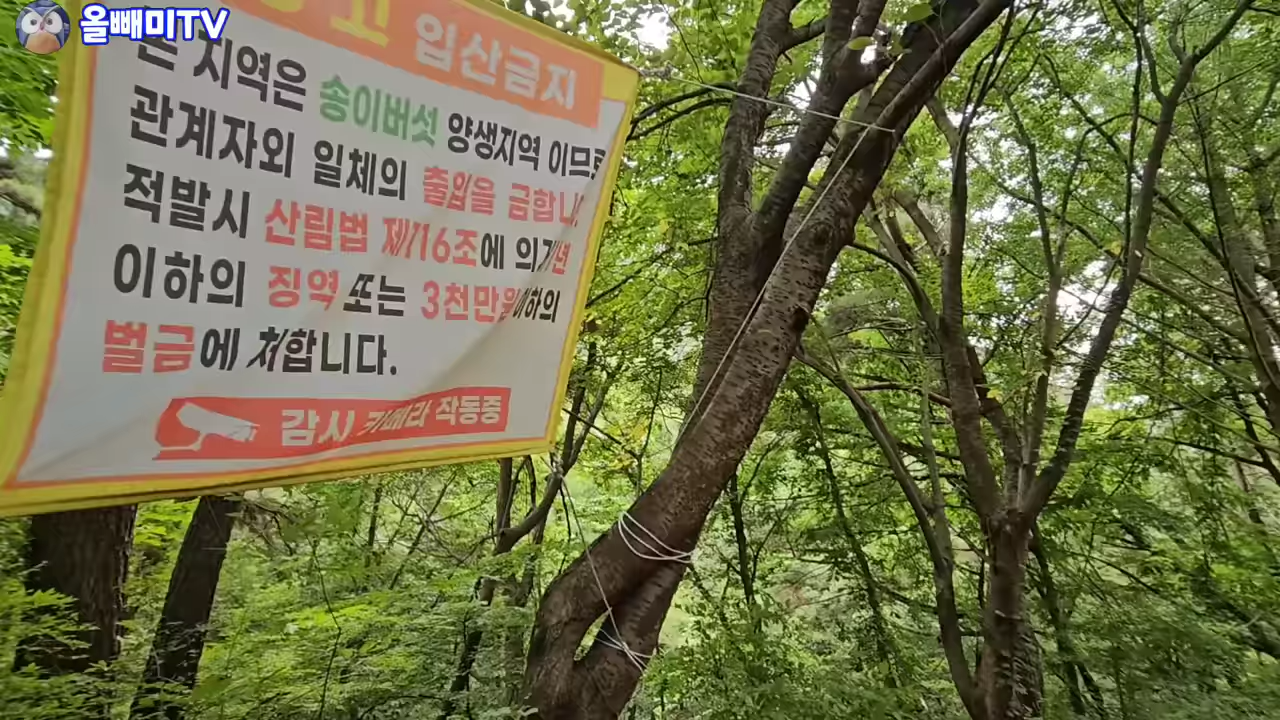 올빼미TV
입산금지
지역은 송이버섯 양생지역 이므로
관계자외 일체의 출입을 금합니
적발시 산림법 제116조에 의거
이하의 징역 또는 3천만원이하의
벌금에 처합니다.
감시 카메라 작동중